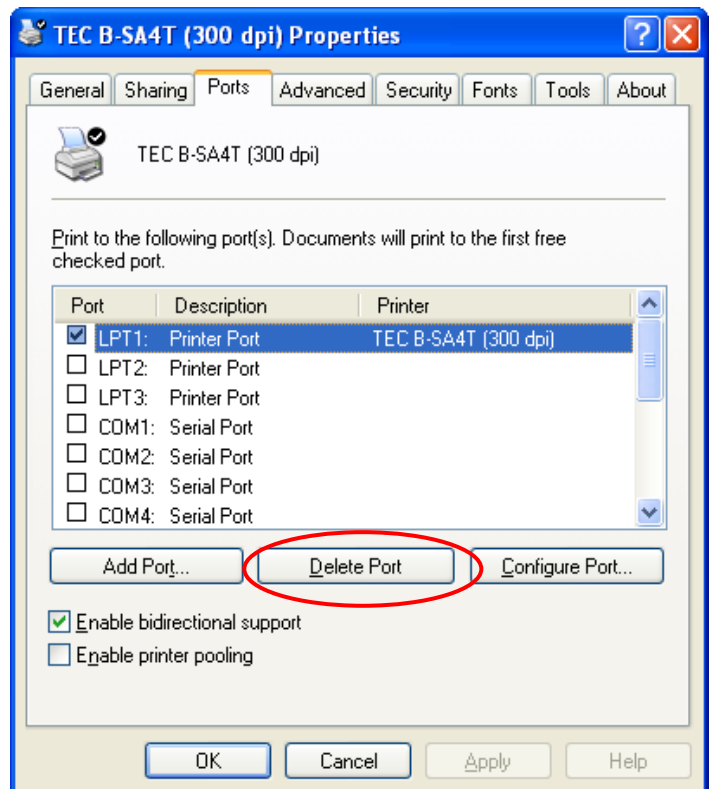 TEC B-SA4T (300 dpi) Properties
General Sharing Ports Advanced Security Fonts Tools About
TEC B-SA4T (300 dpi)
Print to the following port(s). Documents will print to the first free
checked port.
Port Description Printer
LPT1: Printer Port TEC B-SA4T (300 dpi)
LPT2: Printer Port
LPT3: Printer Port
COM1: Serial Port
COM2: Serial Port
COM3: Serial Port
COM4: Serial Port
Add Port... Delete Port Configure Port...
Enable bidirectional support
Enable printer pooling
OK Cancel Apply Help